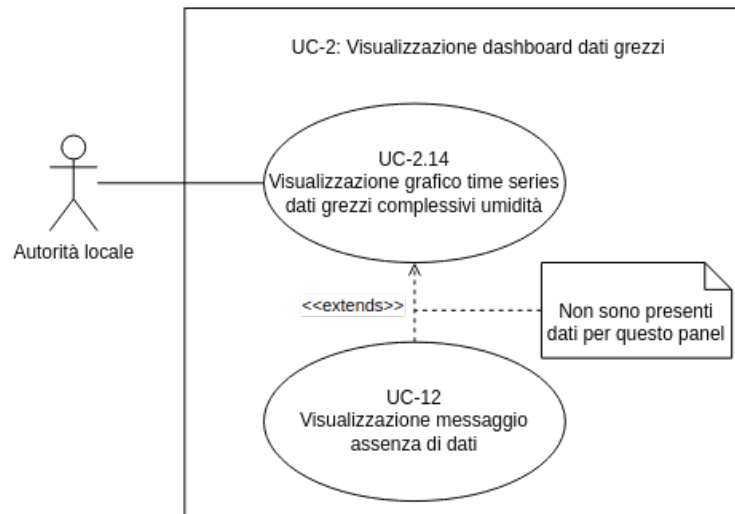 UC-2: Visualizzazione dashboard dati grezzi
UC-2.14
Visualizzazione grafico time series
dati grezzi complessivi umidità
Autorità locale
<<extends>>
Non sono presenti
dati per questo panel
UC-12
Visualizzazione messaggio
assenza di dati